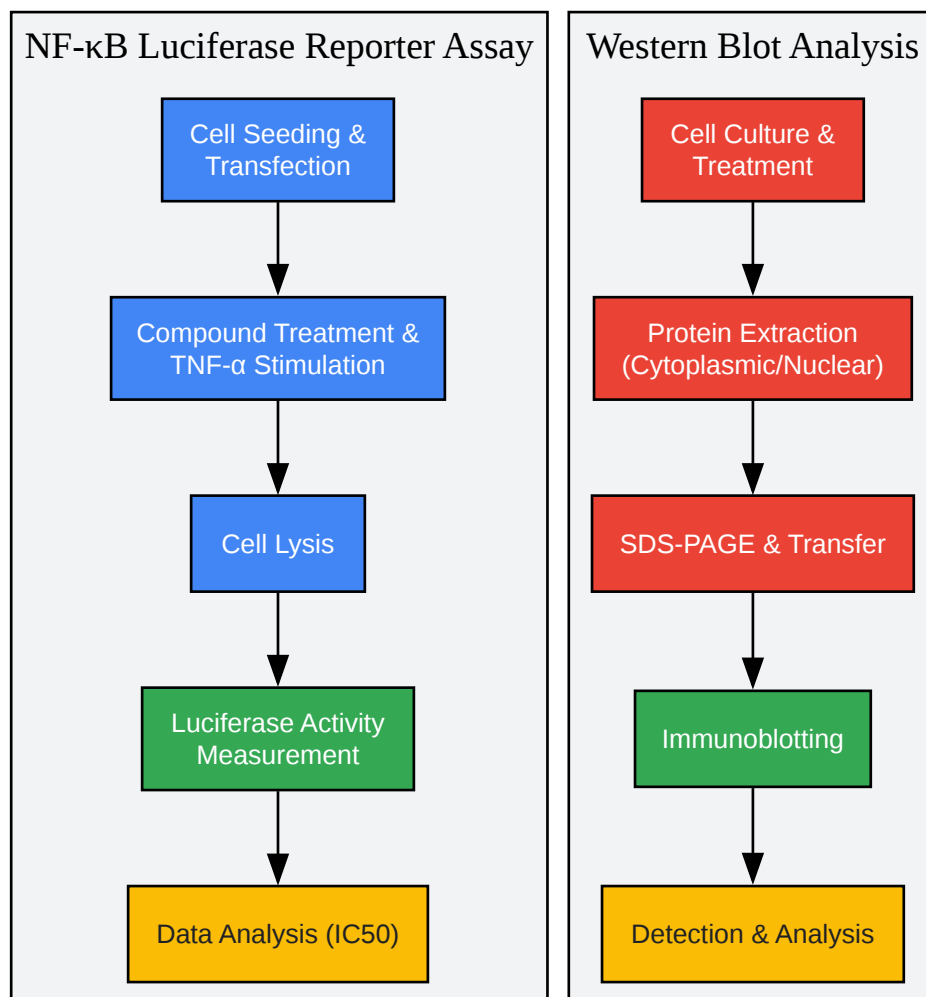 NF-κB Luciferase Reporter Assay
Cell Seeding &
Transfection
Compound Treatment &
TNF-α Stimulation
Cell Lysis
Luciferase Activity
Measurement
Data Analysis (IC50)
Western Blot Analysis
Cell Culture &
Treatment
Protein Extraction
(Cytoplasmic/Nuclear)
SDS-PAGE & Transfer
Immunoblotting
Detection & Analysis